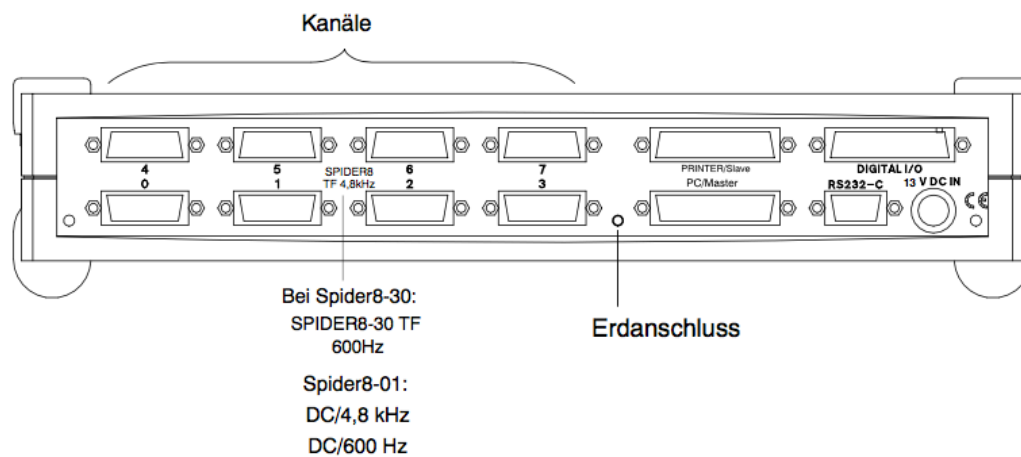 Kanäle
4
5
SPIDER8
TF 4,8kHz
6
7
PRINTER/Slave
DIGITAL I/O
0
1
2
3
PC/Master
RS232-C
13 V DC IN
CE
Bei Spider8-30:
SPIDER8-30 TF
600Hz
Erdanschluss
Spider8-01:
DC/4,8 kHz
DC/600 Hz